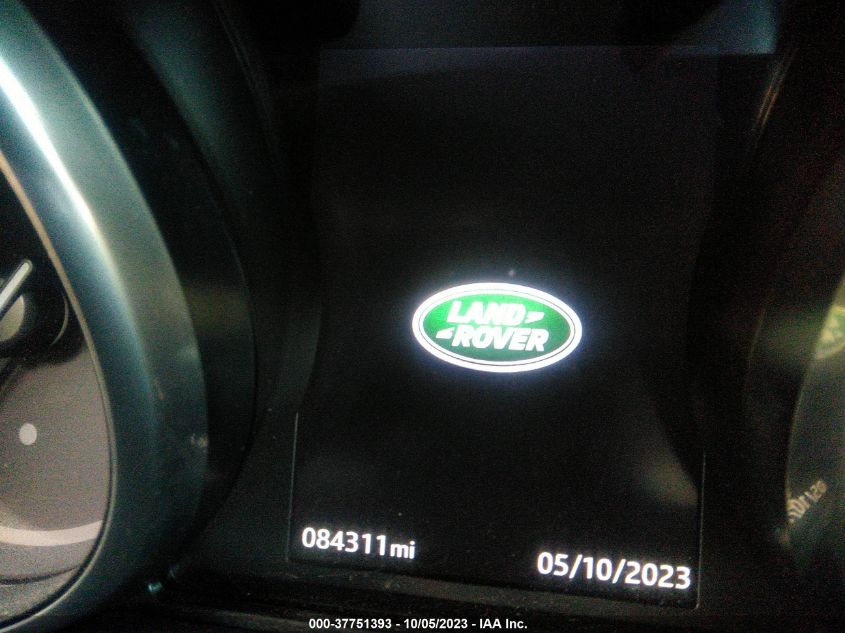 LAND
ROVER
084311mi
05/10/2023
000-37751393 - 10/05/2023 - IAA Inc.